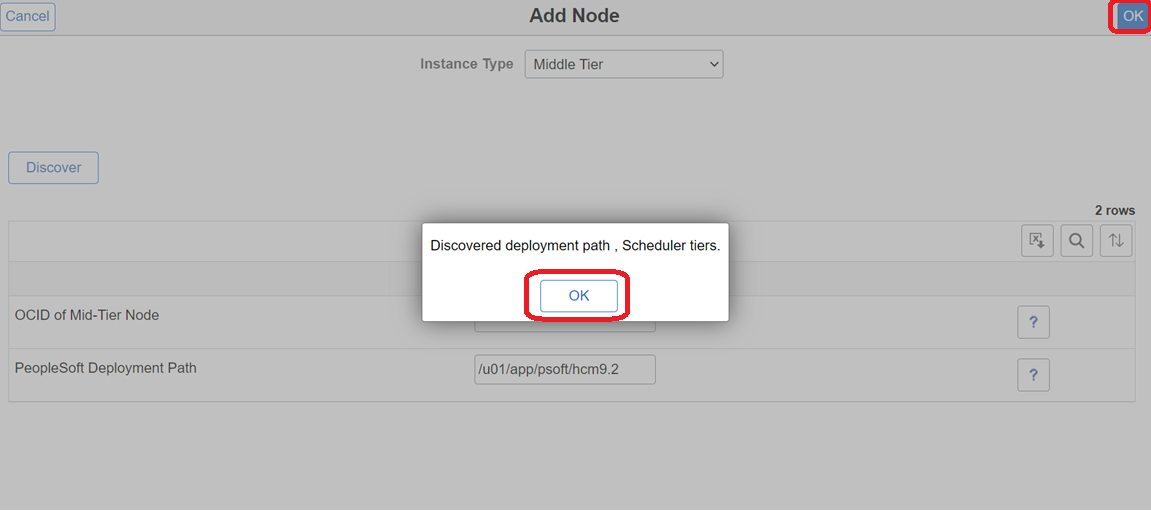 Cancel
Add Node
OK
Instance Type
Middle Tier
Discover
2 rows
Discovered deployment path , Scheduler tiers.
OK
OCID of Mid-Tier Node
?
PeopleSoft Deployment Path
/u01/app/psoft/hcm9.2
?